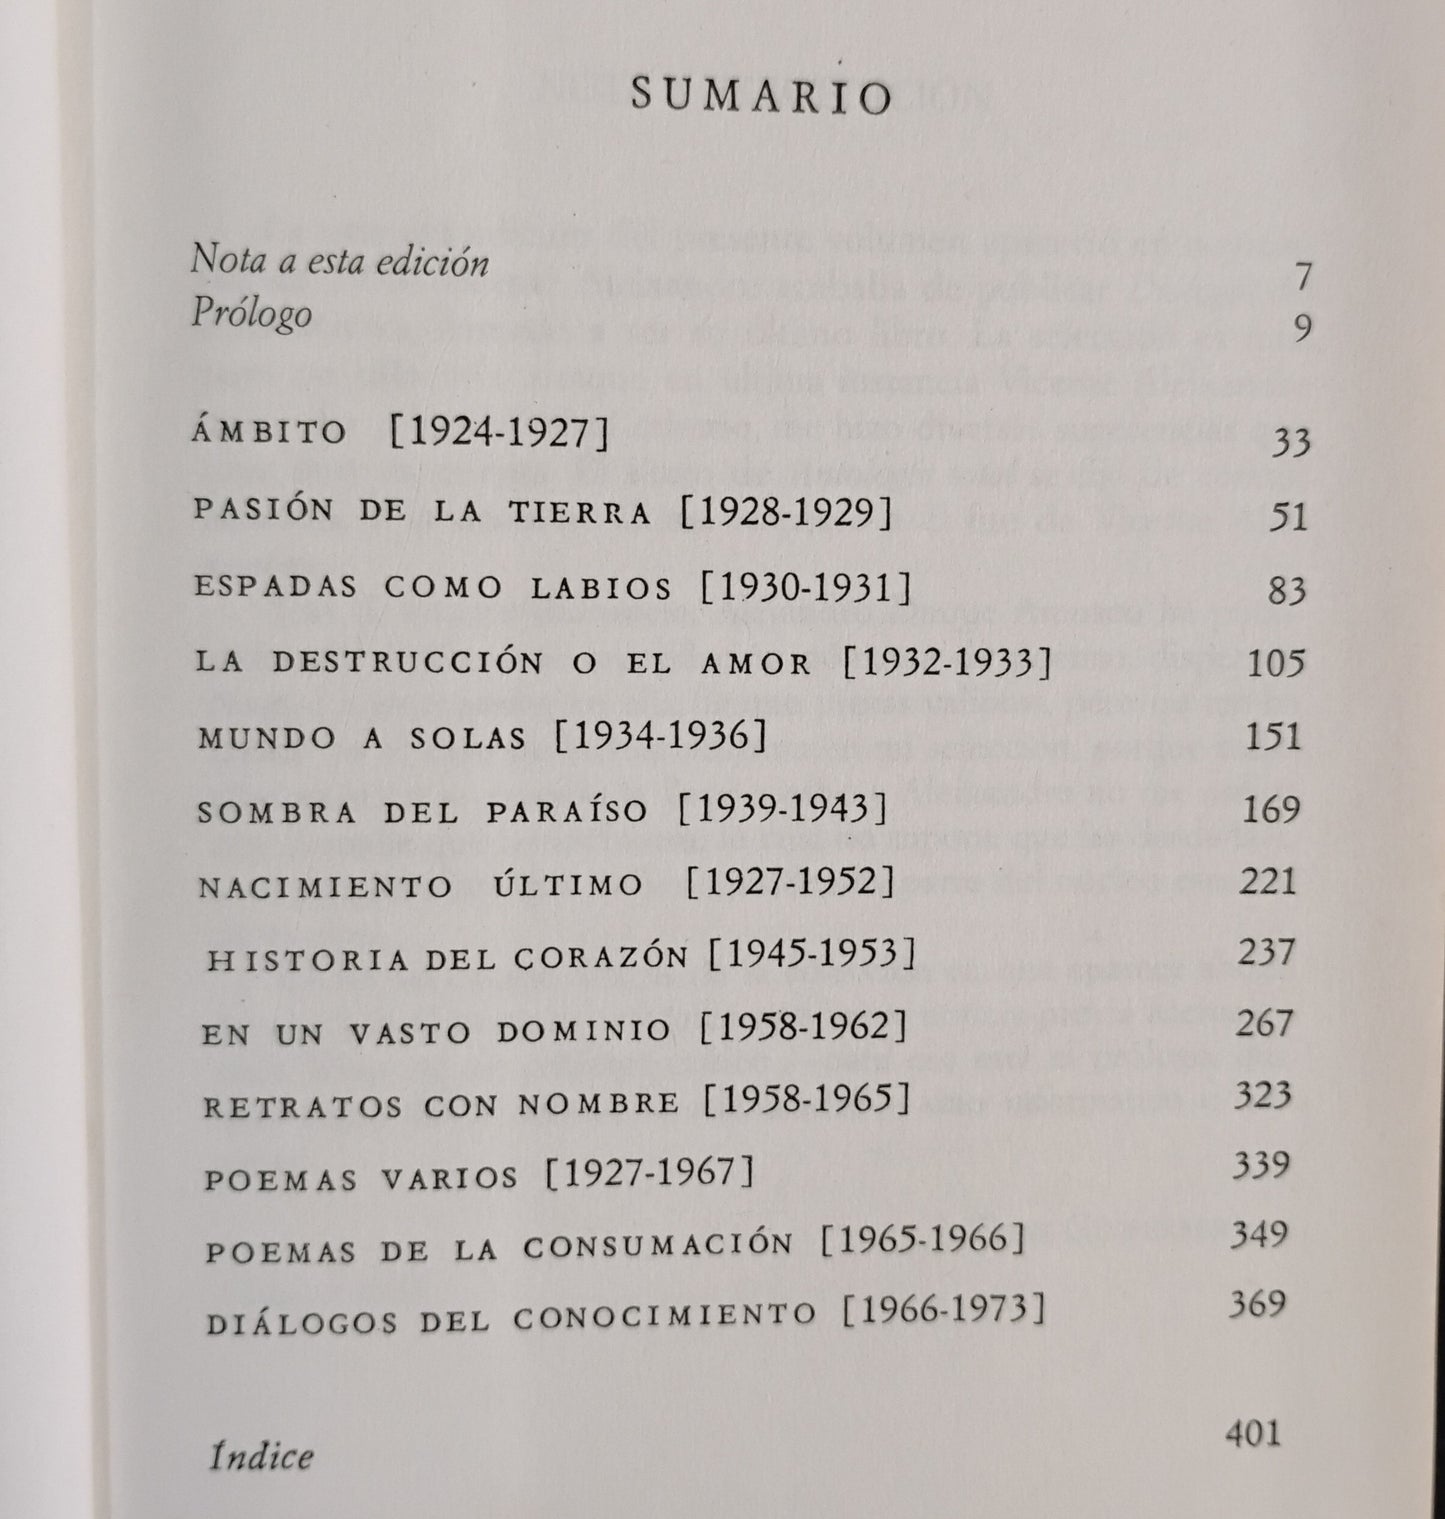 SUMARIO
Nota a esta edición 7
Prólogo 9
ÁMBITO [1924-1927] 33
PASIÓN DE LA TIERRA [1928-1929] 51
ESPADAS COMO LABIOS [1930-1931] 83
LA DESTRUCCIÓN O EL AMOR [1932-1933] 105
MUNDO A SOLAS [1934-1936] 151
SOMBRA DEL PARAÍSO [1939-1943] 169
NACIMIENTO ÚLTIMO [1927-1952] 221
HISTORIA DEL CORAZÓN [1945-1953] 237
EN UN VASTO DOMINIO [1958-1962] 267
RETRATOS CON NOMBRE [1958-1965] 323
POEMAS VARIOS [1927-1967] 339
POEMAS DE LA CONSUMACIÓN [1965-1966] 349
DIÁLOGOS DEL CONOCIMIENTO [1966-1973] 369
Índice 401